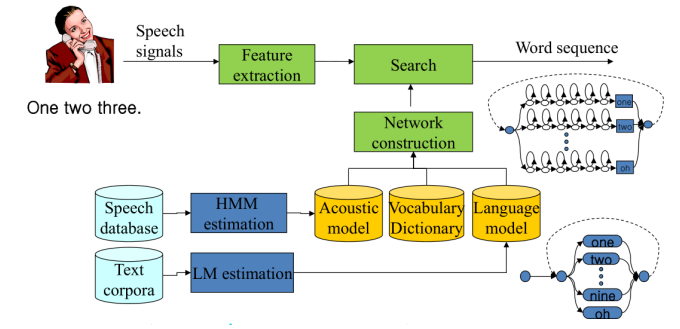 Speech
signals
Feature
extraction
Search
Word sequence
One two three.
Network
construction
one
two
oh
Speech
database
HMM
estimation
Acoustic
model
Vocabulary
Dictionary
Language
model
Text
corpora
LM estimation
one
two
nine
oh